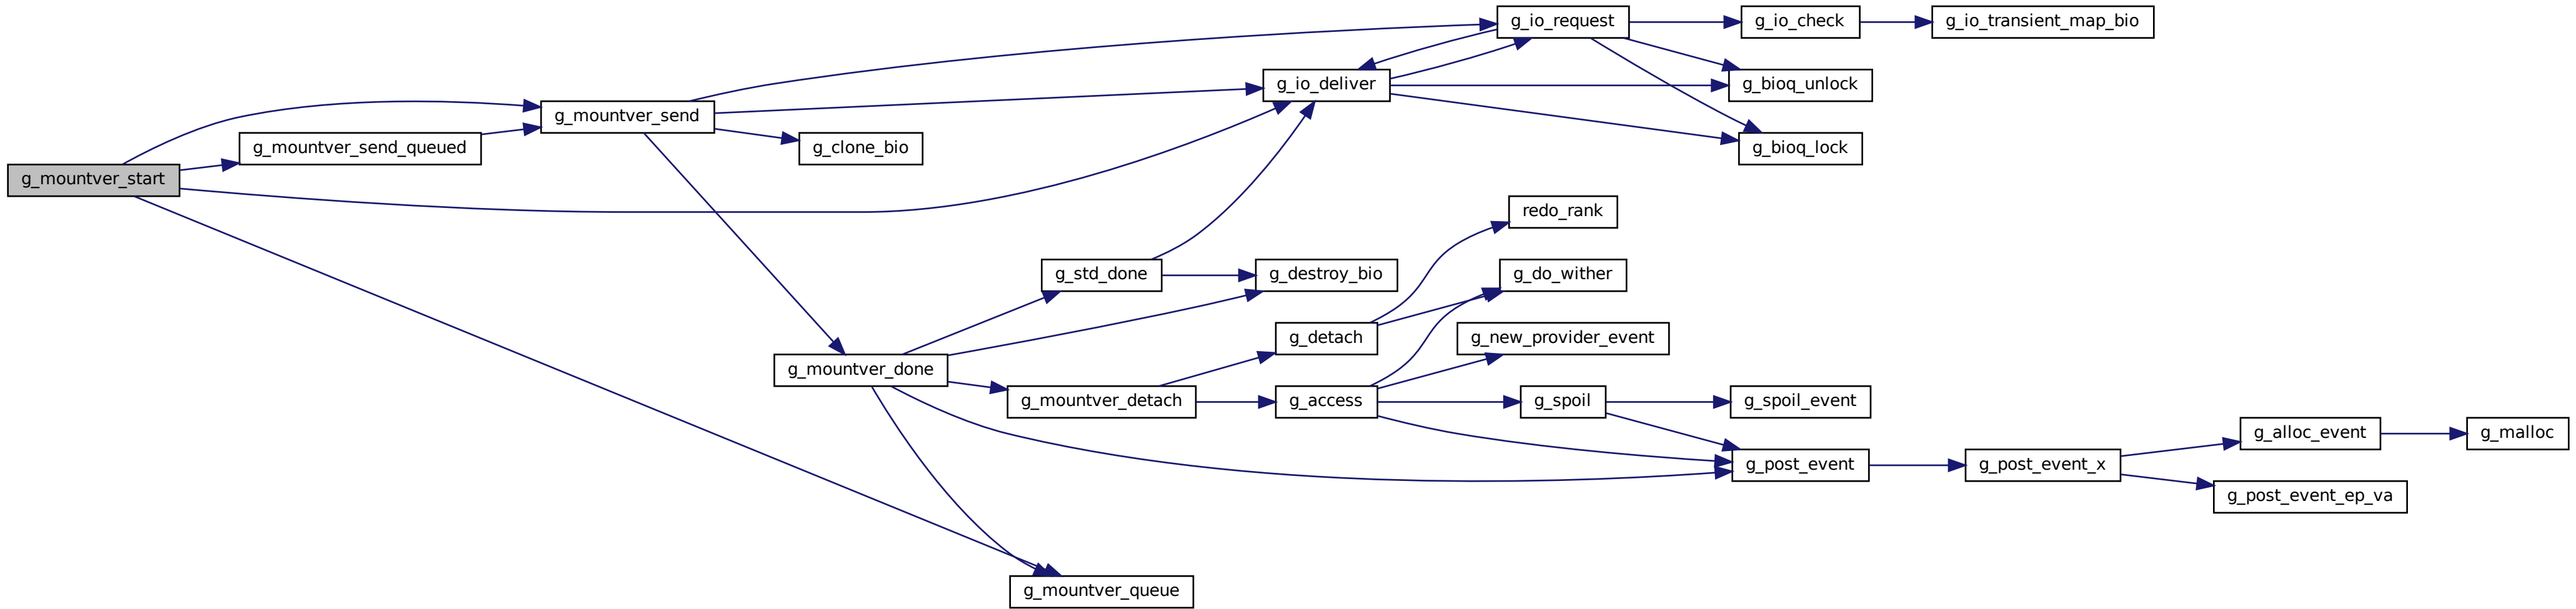 g_io_request
g_io_check
g_io_transient_map_bio
g_io_deliver
g_bioq_unlock
g_mountver_send
g_mountver_send_queued
g_clone_bio
g_bioq_lock
g_mountver_start
redo_rank
g_std_done
g_destroy_bio
g_do_wither
g_detach
g_new_provider_event
g_mountver_done
g_mountver_detach
g_access
g_spoil
g_spoil_event
g_alloc_event
g_malloc
g_post_event
g_post_event_x
g_post_event_ep_va
g_mountver_queue